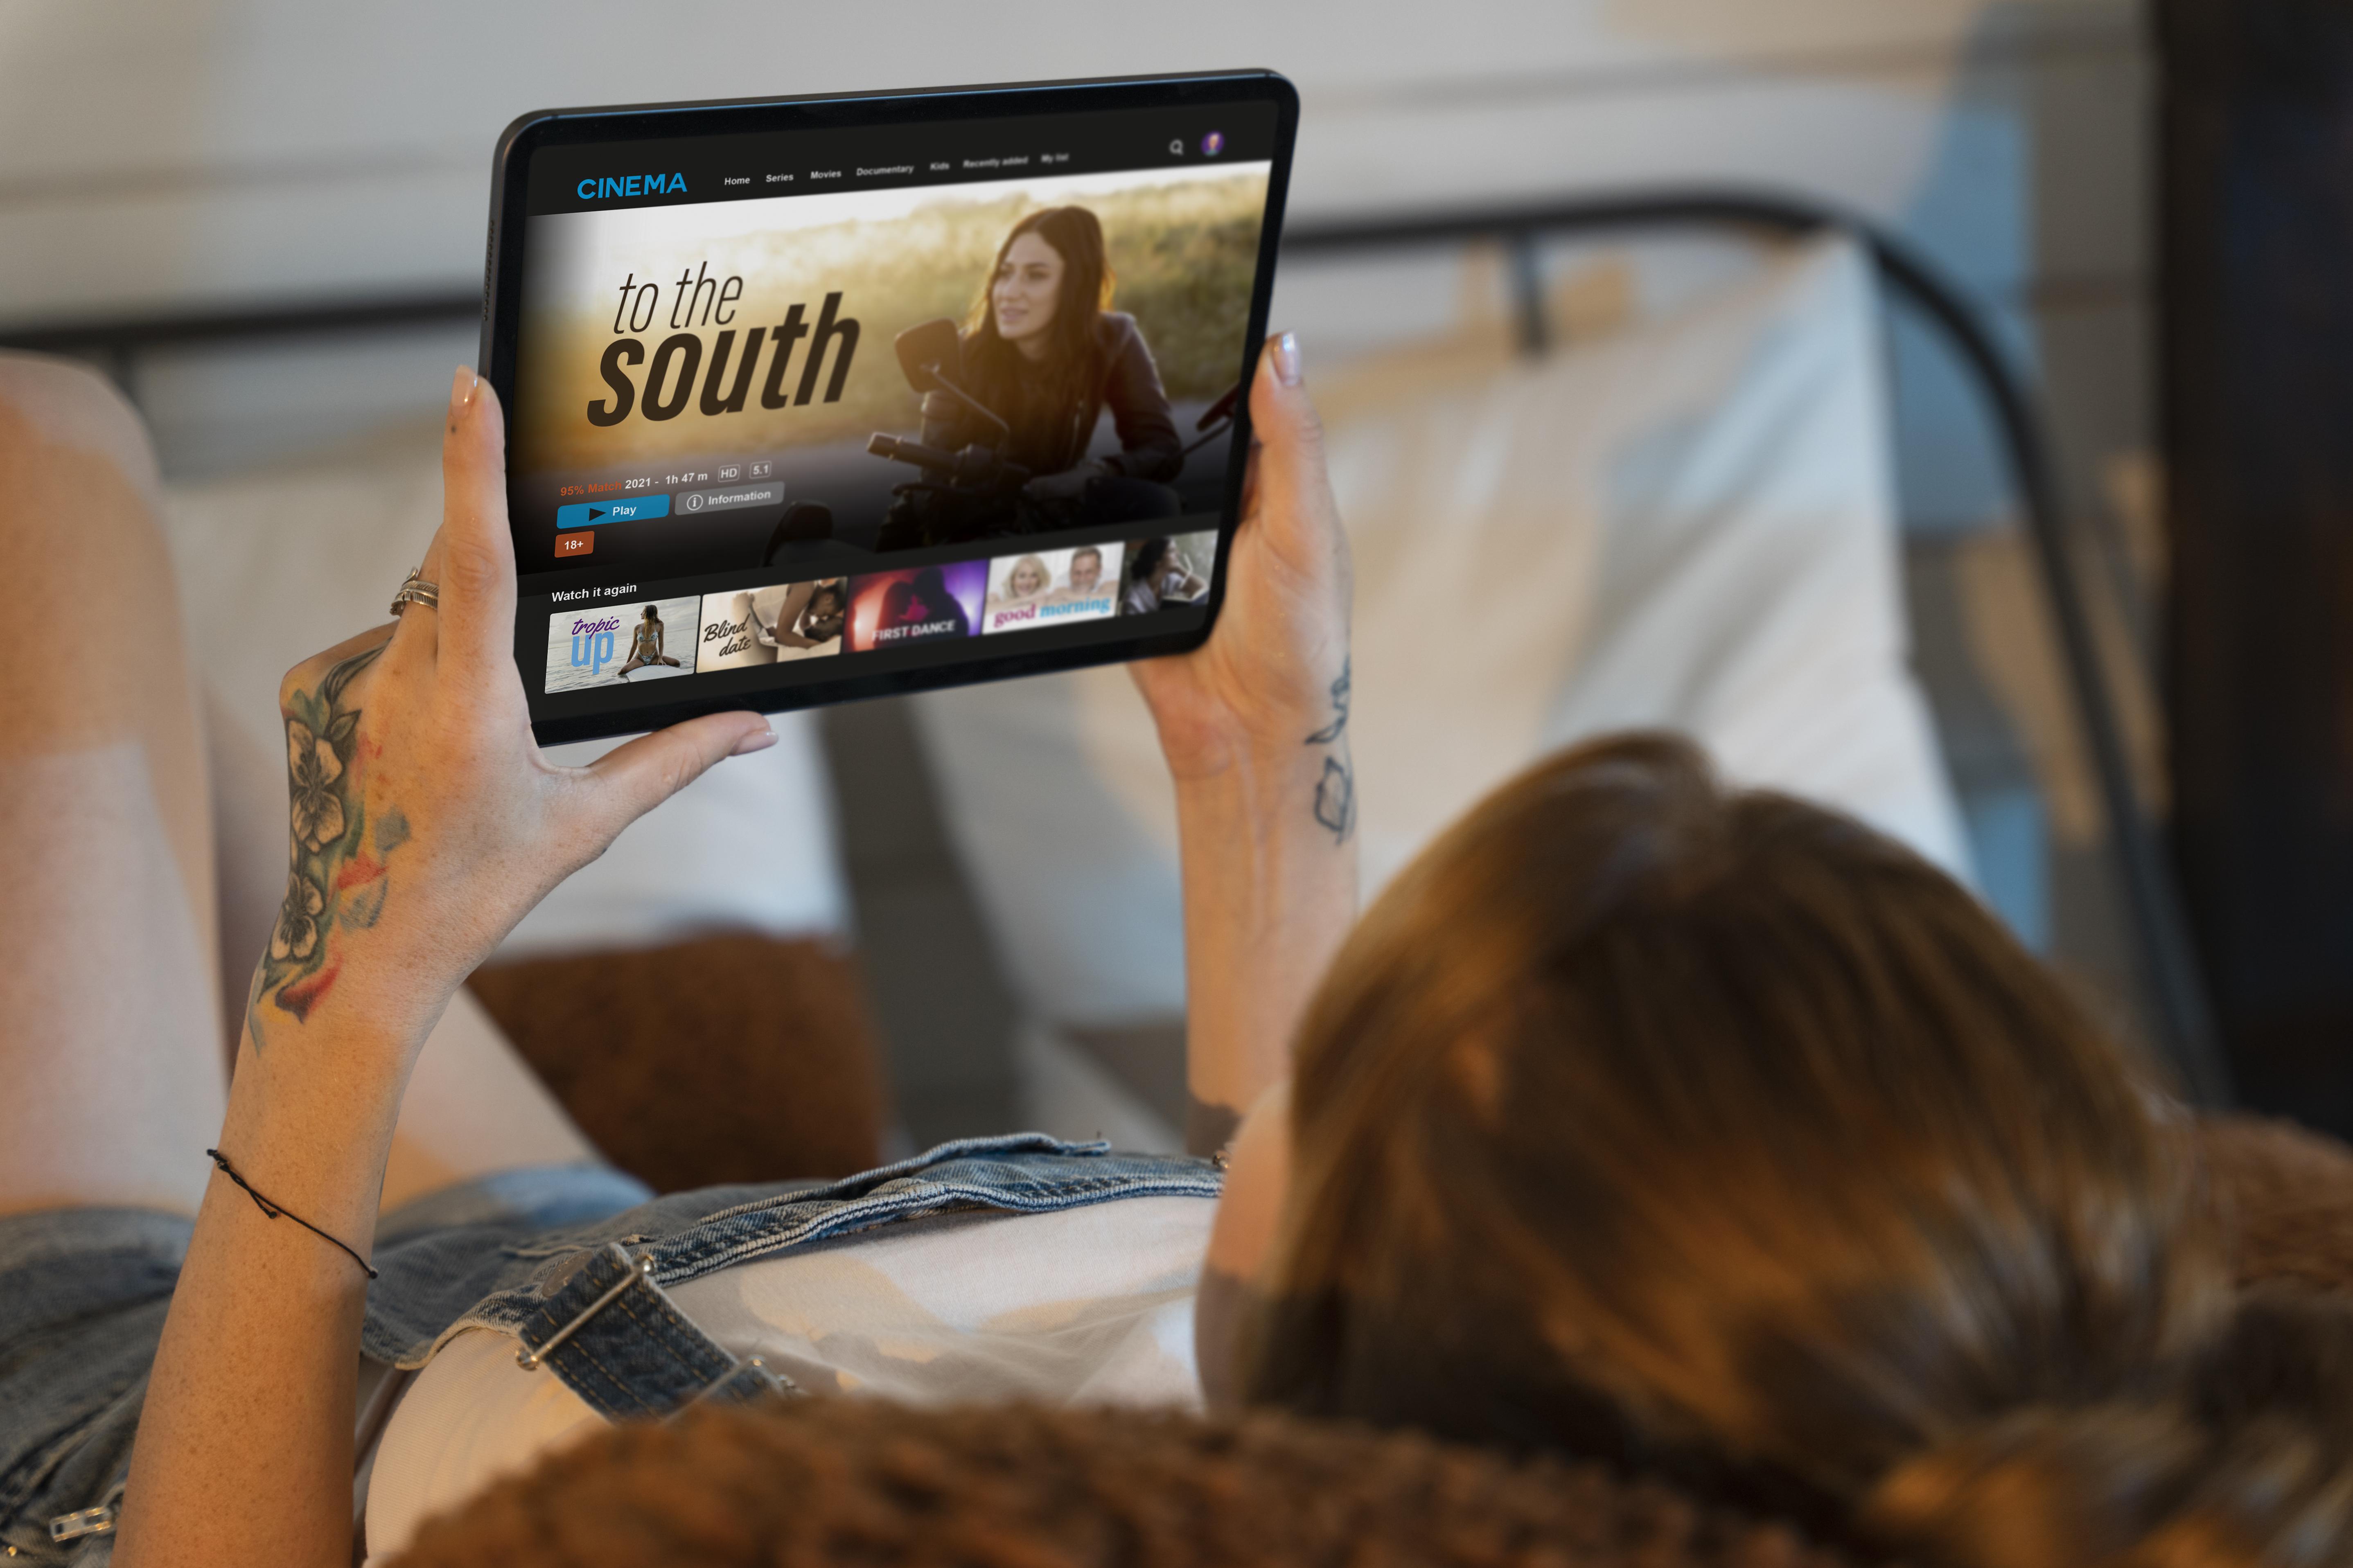 CINEMA Home Series Movies Documentary Kids Recently added My list
to the
south
95% Match 2021 - 1h 47 m HD 5.1
Play Information
18+
Watch it again
tropic
up
Blind
date
FIRST DANCE
good morning